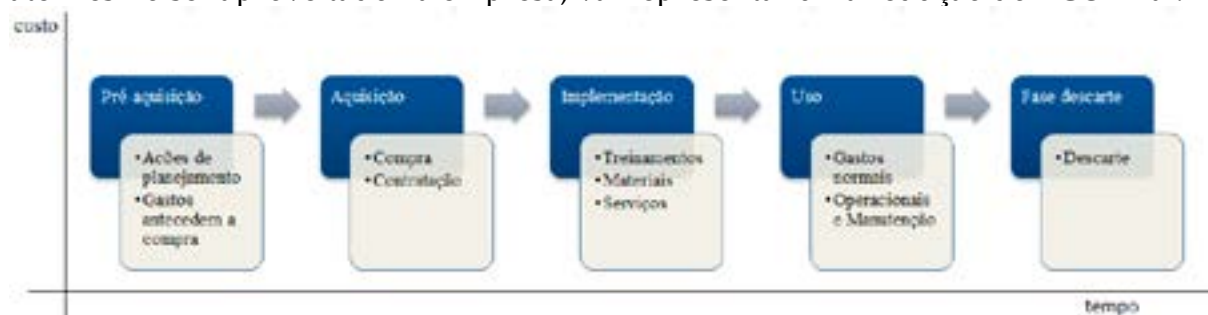 custo
Pré aquisição
• Ações de
planejamento
• Gastos
antecedem a
compra
Aquisição
• Compra
• Contratação
Implementação
• Treinamentos
• Materiais
• Serviços
Uso
• Gastos
normais
• Operacionais
e Manutenção
Fase descarte
• Descarte
tempo